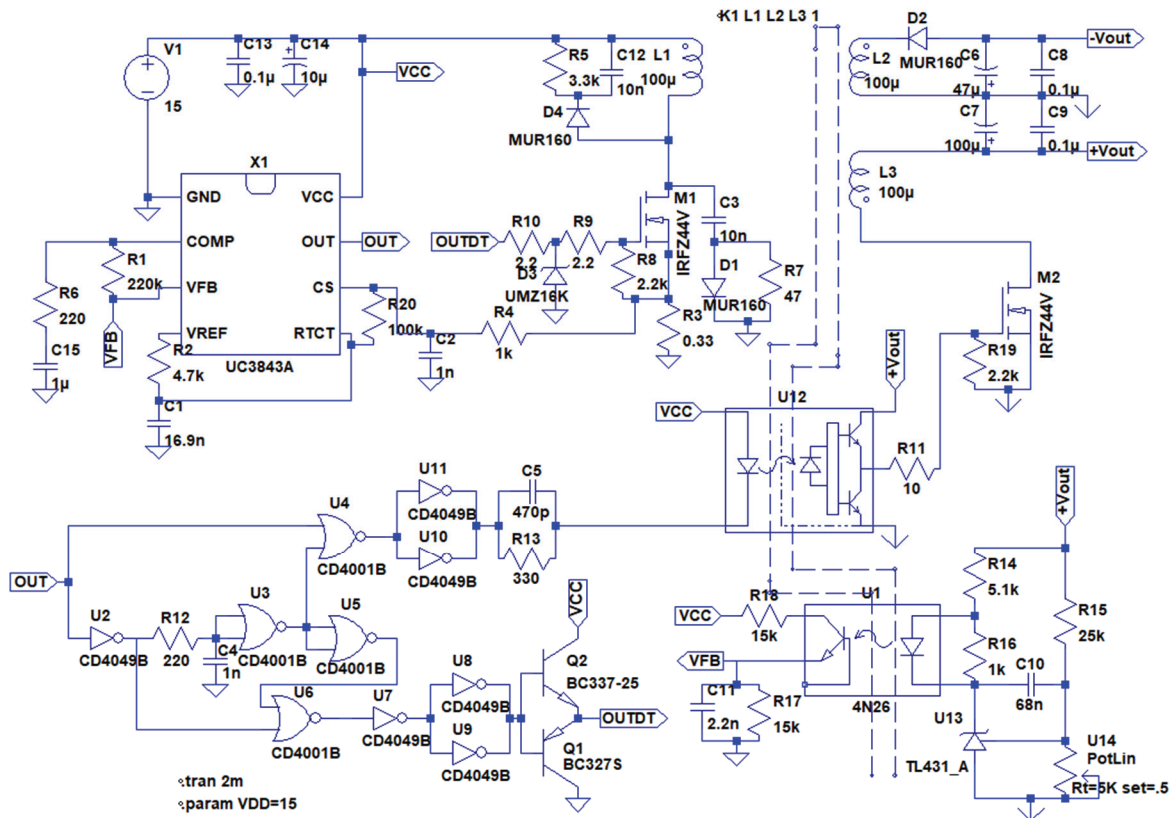 K1 L1 L2 L3 1
V1
15
C13
0.1µ
C14
10µ
VCC
R5
3.3k
C12
10n
L1
100µ
D4
MUR160
D2
MUR160
L2
100µ
C6
47µ
C8
0.1µ
-Vout
C7
100µ
C9
0.1µ
+Vout
L3
100µ
X1
GND
VCC
COMP
OUT
VFB
CS
VREF
RTCT
UC3843A
OUT
R1
220k
R6
220
C15
1µ
VFB
R2
4.7k
C1
16.9n
R20
100k
C2
1n
R4
1k
OUTDT
R10
2.2
R9
2.2
D3
UMZ16K
R8
2.2k
M1
IRFZ44V
C3
10n
D1
MUR160
R7
47
R3
0.33
M2
IRFZ44V
R19
2.2k
+Vout
U12
VCC
R11
10
U11
CD4049B
U10
CD4049B
C5
470p
R13
330
U4
CD4001B
OUT
U2
CD4049B
R12
220
C4
1n
U3
CD4001B
U5
CD4001B
U6
CD4001B
U7
CD4049B
U8
CD4049B
U9
CD4049B
VCC
Q2
BC337-25
OUTDT
Q1
BC327S
+Vout
R14
5.1k
R15
25k
R16
1k
C10
68n
U1
4N26
VCC
R18
15k
VFB
C11
2.2n
R17
15k
U13
TL431_A
U14
PotLin
Rt=5K set=.5
.tran 2m
.param VDD=15